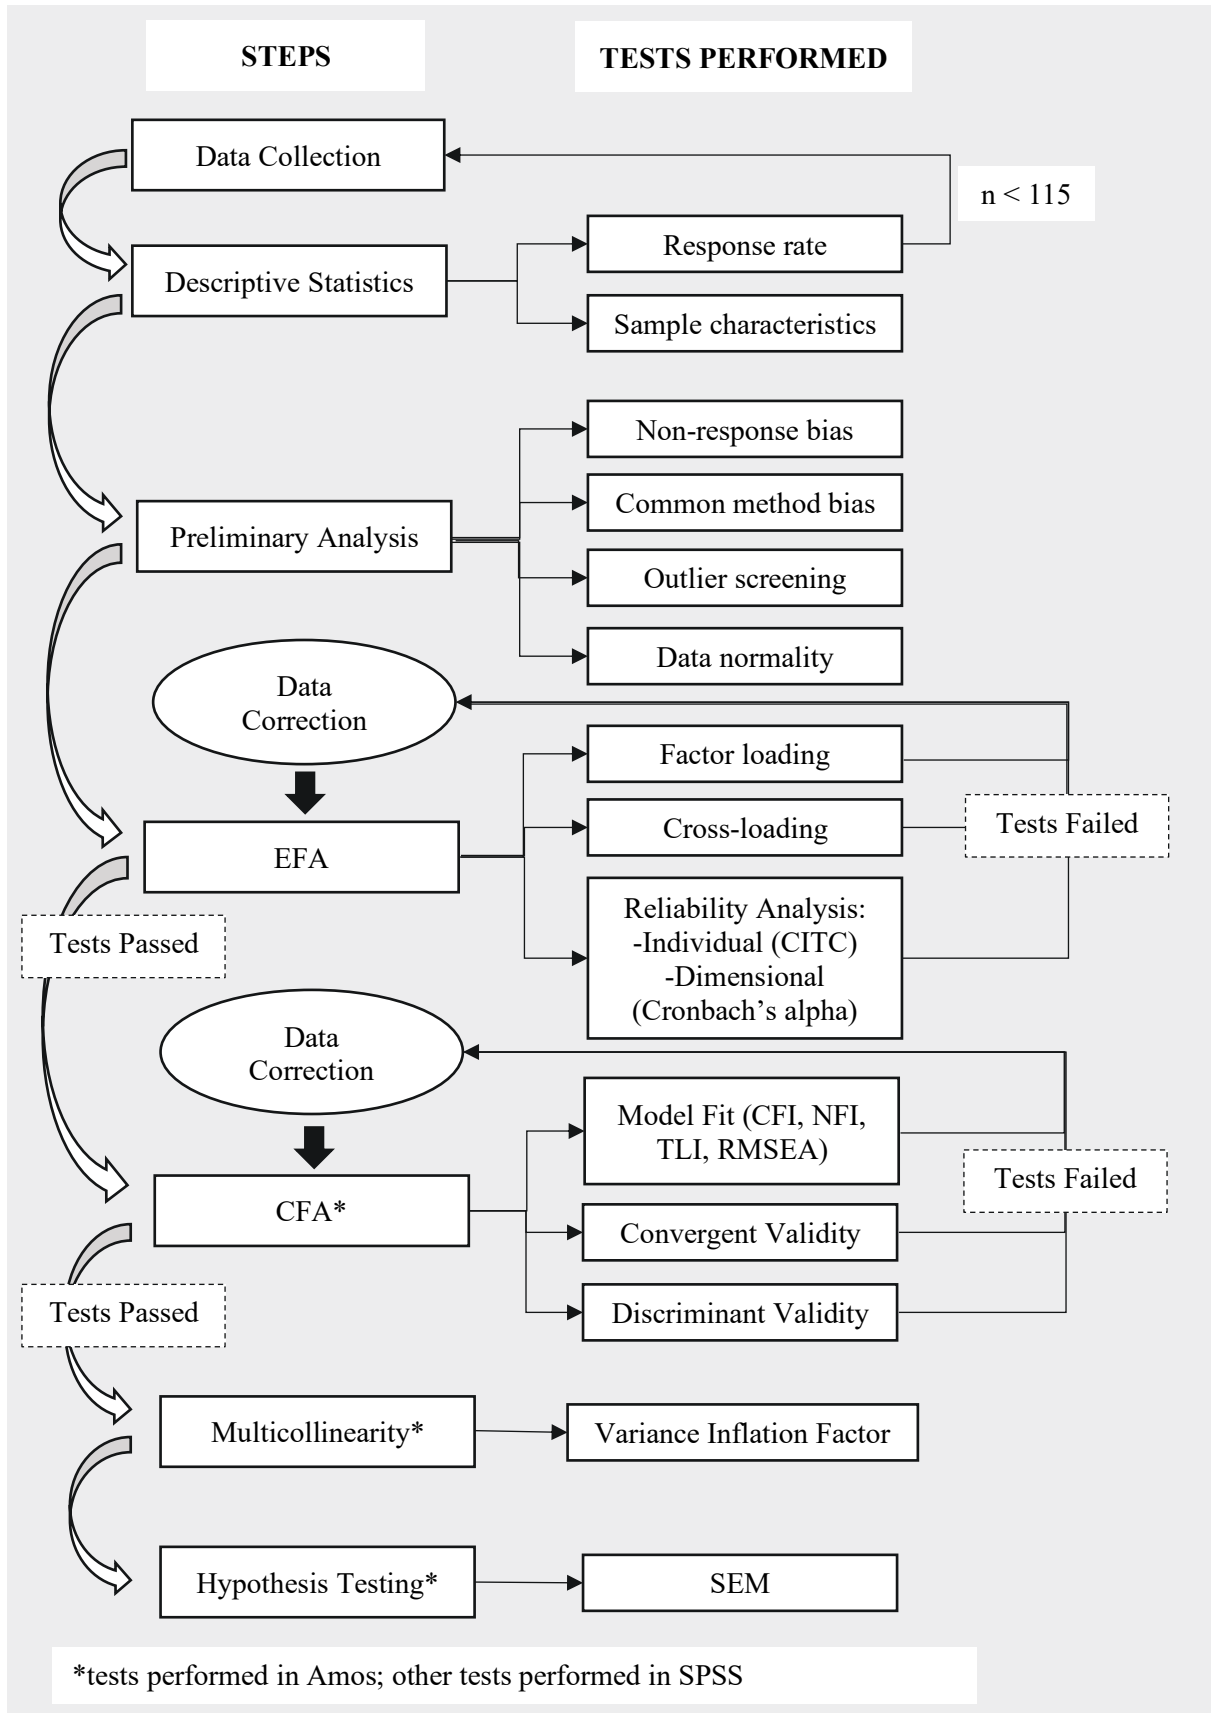 STEPS
TESTS PERFORMED
Data Collection
n < 115
Response rate
Descriptive Statistics
Sample characteristics
Non-response bias
Common method bias
Preliminary Analysis
Outlier screening
Data normality
Data
Correction
Factor loading
Cross-loading
Tests Failed
EFA
Reliability Analysis:
-Individual (CITC)
-Dimensional
(Cronbach’s alpha)
Tests Passed
Data
Correction
Model Fit (CFI, NFI,
TLI, RMSEA)
Tests Failed
CFA*
Convergent Validity
Discriminant Validity
Tests Passed
Multicollinearity*
Variance Inflation Factor
Hypothesis Testing*
SEM
*tests performed in Amos; other tests performed in SPSS